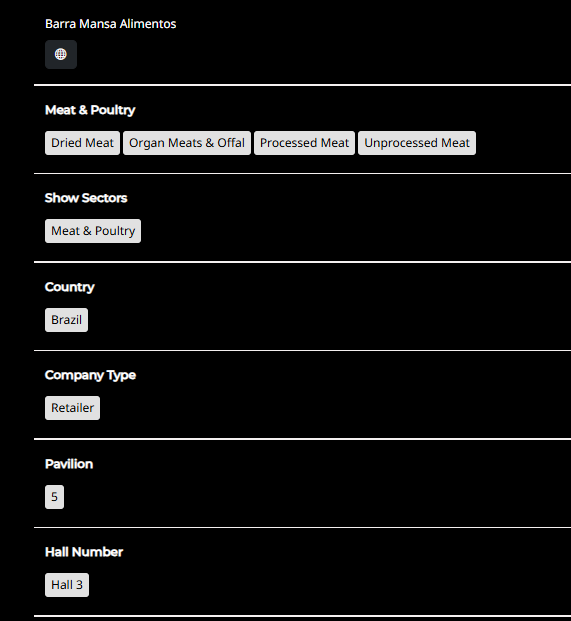 Barra Mansa Alimentos
Meat & Poultry
Dried Meat Organ Meats & Offal Processed Meat Unprocessed Meat
Show Sectors
Meat & Poultry
Country
Brazil
Company Type
Retailer
Pavilion
5
Hall Number
Hall 3